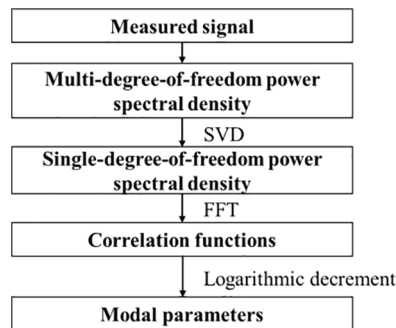 Measured signal
Multi-degree-of-freedom power
spectral density
SVD
Single-degree-of-freedom power
spectral density
FFT
Correlation functions
Logarithmic decrement
Modal parameters